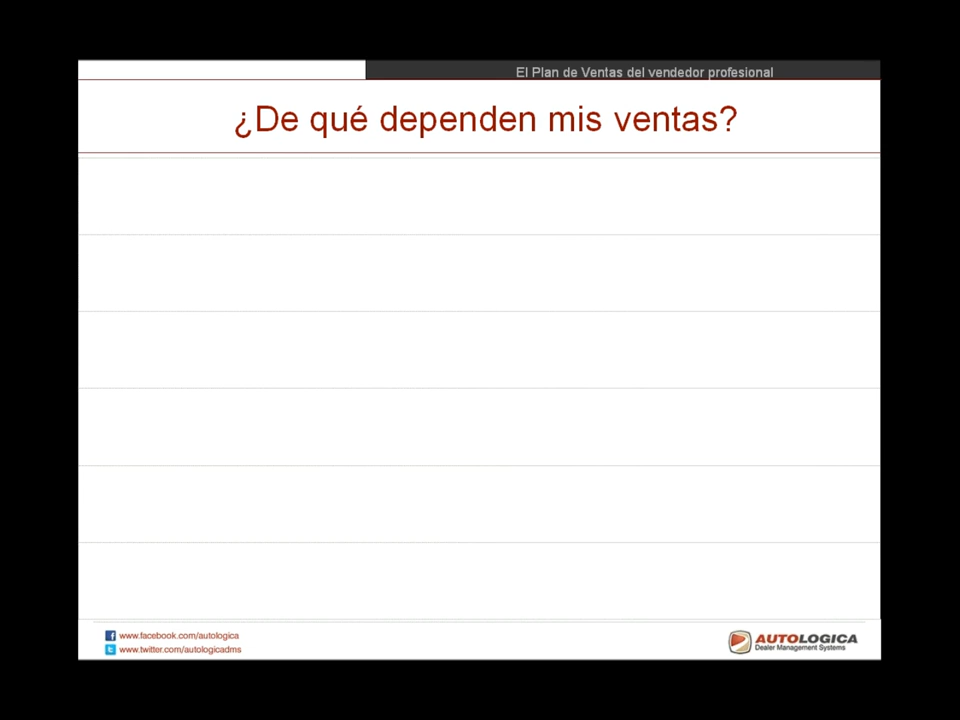 El Plan de Ventas del vendedor profesional
¿De qué dependen mis ventas?
www.facebook.com/autologica
www.twitter.com/autologicadms
AUTOLOGICA
Dealer Management Systems